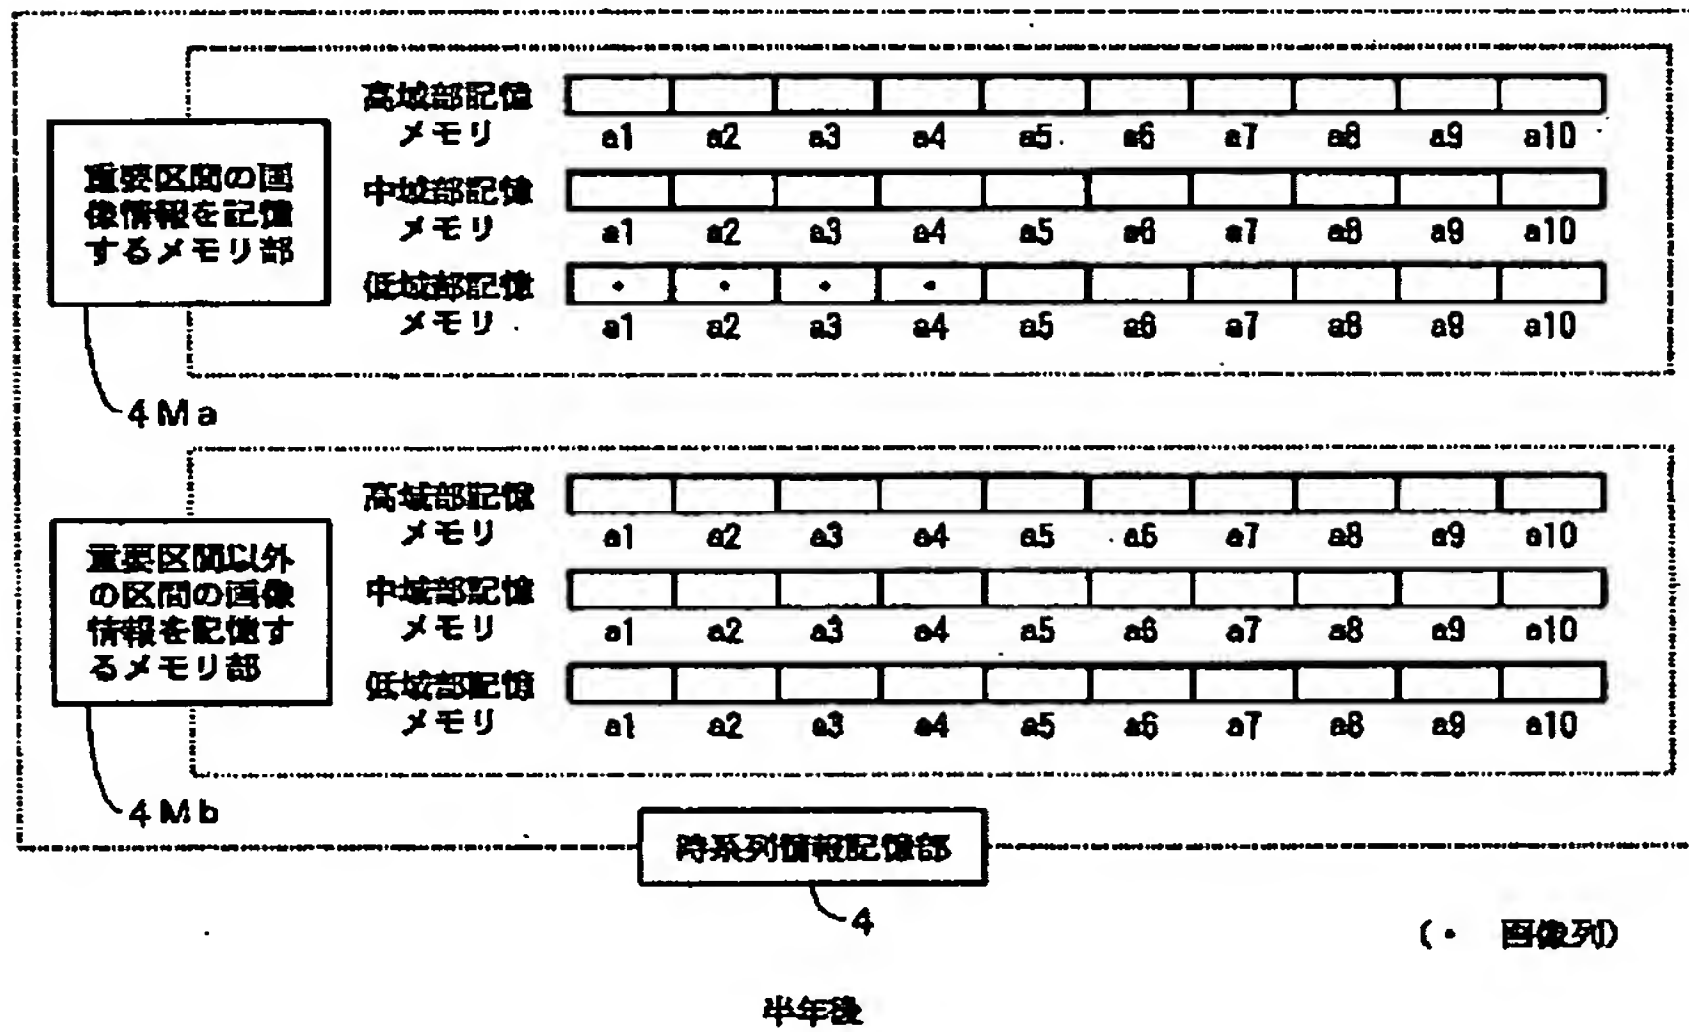 高域部記憶
メモリ
a1 a2 a3 a4 a5 a6 a7 a8 a9 a10
中域部記憶
メモリ
a1 a2 a3 a4 a5 a6 a7 a8 a9 a10
低域部記憶
メモリ
a1 a2 a3 a4 a5 a6 a7 a8 a9 a10
重要区間の画
像情報を記憶
するメモリ部
4Ma
高域部記憶
メモリ
a1 a2 a3 a4 a5 a6 a7 a8 a9 a10
中域部記憶
メモリ
a1 a2 a3 a4 a5 a6 a7 a8 a9 a10
低域部記憶
メモリ
a1 a2 a3 a4 a5 a6 a7 a8 a9 a10
重要区間以外
の区間の画像
情報を記憶す
るメモリ部
4Mb
時系列情報記憶部
4
(・ 画像列)
半年後